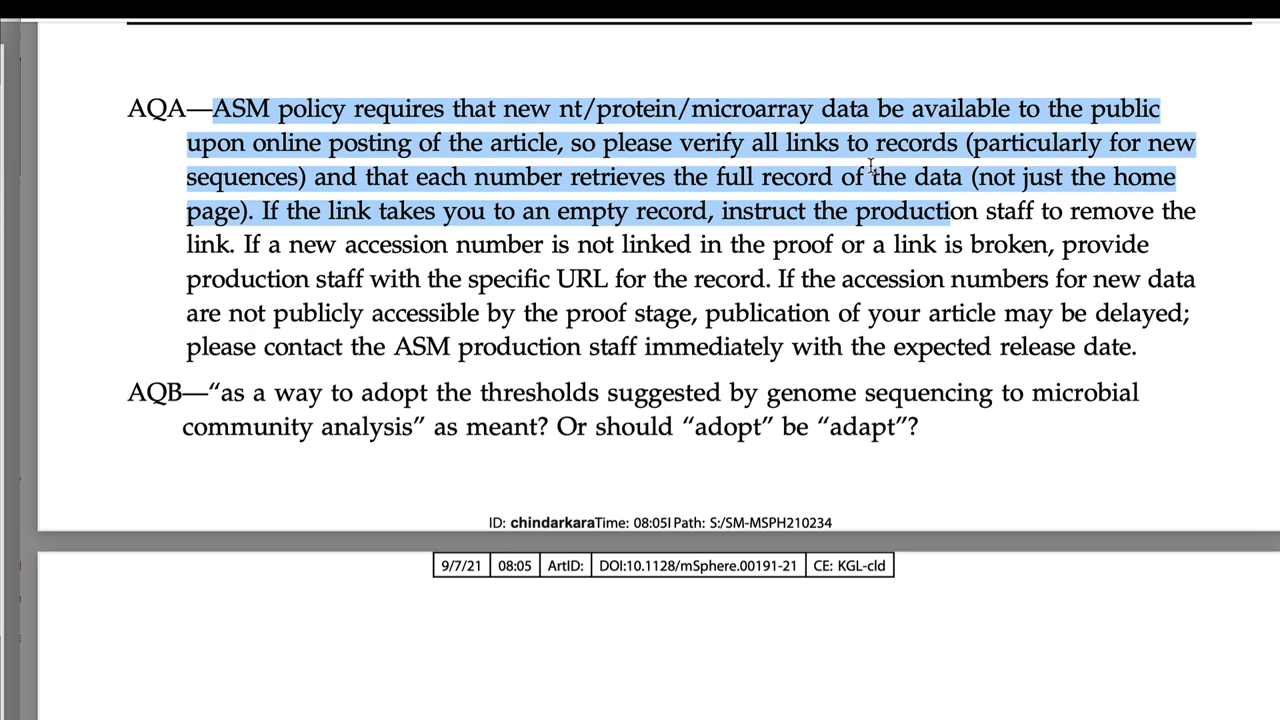 AQA—ASM policy requires that new nt/protein/microarray data be available to the public
upon online posting of the article, so please verify all links to records (particularly for new
sequences) and that each number retrieves the full record of the data (not just the home
page). If the link takes you to an empty record, instruct the production staff to remove the
link. If a new accession number is not linked in the proof or a link is broken, provide
production staff with the specific URL for the record. If the accession numbers for new data
are not publicly accessible by the proof stage, publication of your article may be delayed;
please contact the ASM production staff immediately with the expected release date.
AQB—“as a way to adopt the thresholds suggested by genome sequencing to microbial
community analysis” as meant? Or should “adopt” be “adapt”?
ID: chindarkaraTime: 08:05I Path: S:/SM-MSPH210234
9/7/21 08:05 ArtID: DOI:10.1128/mSphere.00191-21 CE: KGL-cld